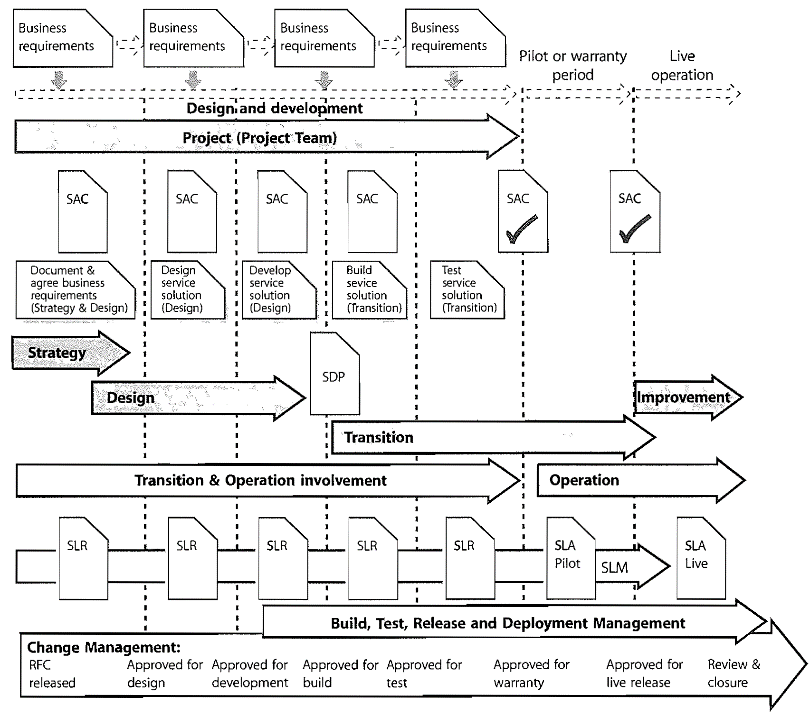 Business
requirements
Business
requirements
Business
requirements
Business
requirements
Pilot or warranty
period
Live
operation
Design and development
Project (Project Team)
SAC
SAC
SAC
SAC
SAC
SAC
Document &
agree business
requirements
(Strategy & Design)
Design
service
solution
(Design)
Develop
service
solution
(Design)
Build
sevice
solution
(Transition)
Test
service
solution
(Transition)
Strategy
SDP
Design
Improvement
Transition
Transition & Operation involvement
Operation
SLR
SLR
SLR
SLR
SLR
SLA
Pilot
SLM
SLA
Live
Build, Test, Release and Deployment Management
Change Management:
RFC
released
Approved for
design
Approved for
development
Approved for
build
Approved for
test
Approved for
warranty
Approved for
live release
Review &
closure